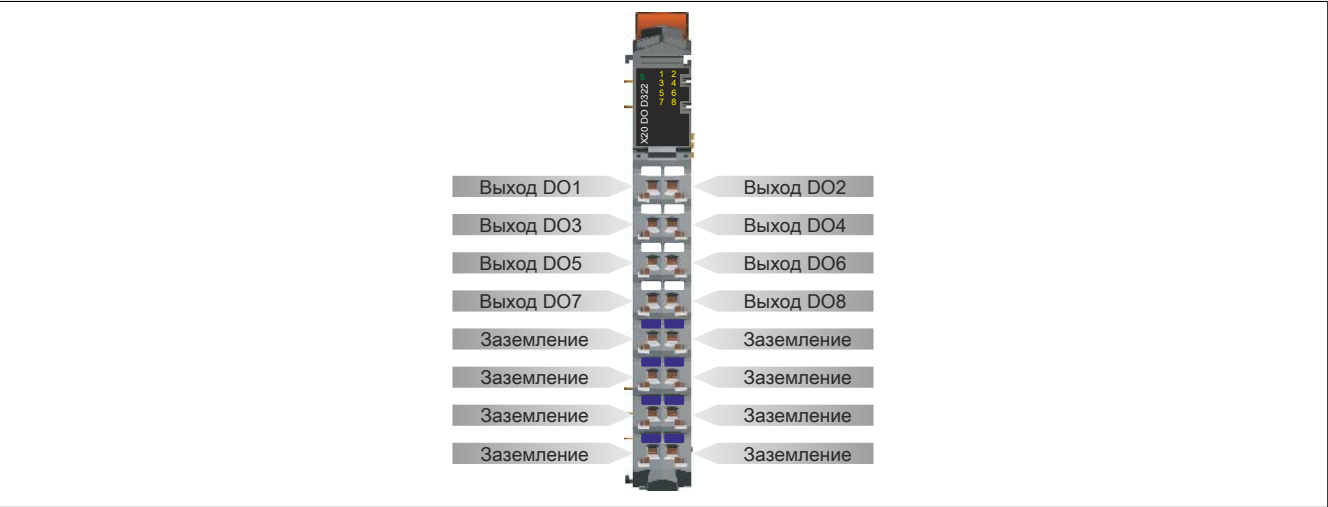 S 1 2
3 4
5 6
7 8
X20 DO D322
Выход DO1 Выход DO2
Выход DO3 Выход DO4
Выход DO5 Выход DO6
Выход DO7 Выход DO8
Заземление Заземление
Заземление Заземление
Заземление Заземление
Заземление Заземление